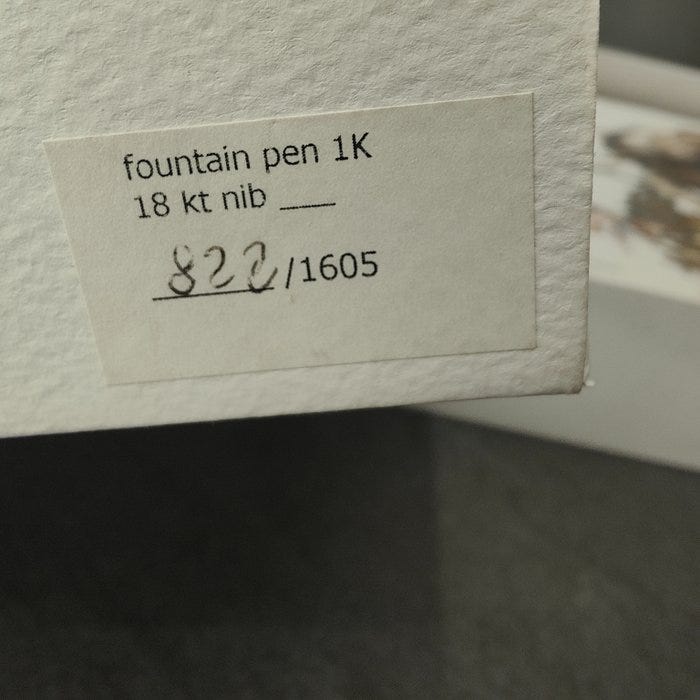 fountain pen 1K
18 kt nib ___
822/1605